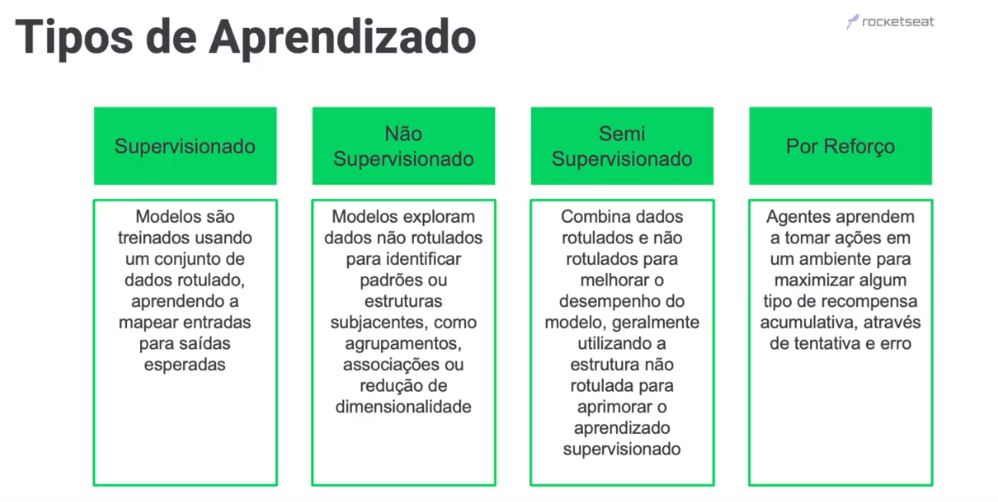 Tipos de Aprendizado
rocketseat
Supervisionado
Modelos são
treinados usando
um conjunto de
dados rotulado,
aprendendo a
mapear entradas
para saídas
esperadas
Não
Supervisionado
Modelos exploram
dados não rotulados
para identificar
padrões ou
estruturas
subjacentes, como
agrupamentos,
associações ou
redução de
dimensionalidade
Semi
Supervisionado
Combina dados
rotulados e não
rotulados para
melhorar o
desempenho do
modelo, geralmente
utilizando a
estrutura não
rotulada para
aprimorar o
aprendizado
supervisionado
Por Reforço
Agentes aprendem
a tomar ações em
um ambiente para
maximizar algum
tipo de recompensa
acumulativa, através
de tentativa e erro